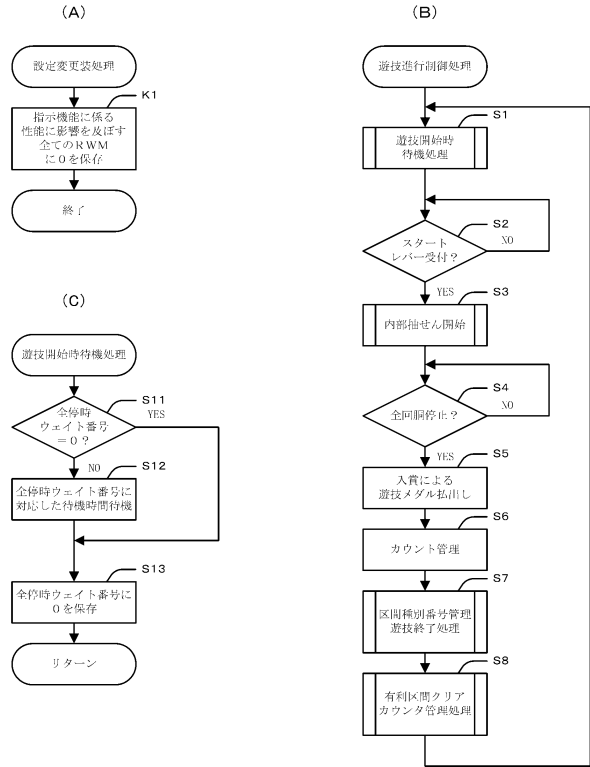 (A)
設定変更装処理
K1
指示機能に係る
性能に影響を及ぼす
全てのRWM
に0を保存
終了
(B)
遊技進行制御処理
S1
遊技開始時
待機処理
S2
スタート
レバー受付?
NO
YES
S3
内部抽せん開始
S4
全回胴停止?
NO
YES
S5
入賞による
遊技メダル払出し
S6
カウント管理
S7
区間種別番号管理
遊技終了処理
S8
有利区間クリア
カウンタ管理処理
(C)
遊技開始時待機処理
S11
全停時
ウェイト番号
=0?
YES
NO
S12
全停時ウェイト番号に
対応した待機時間待機
S13
全停時ウェイト番号に
0を保存
リターン